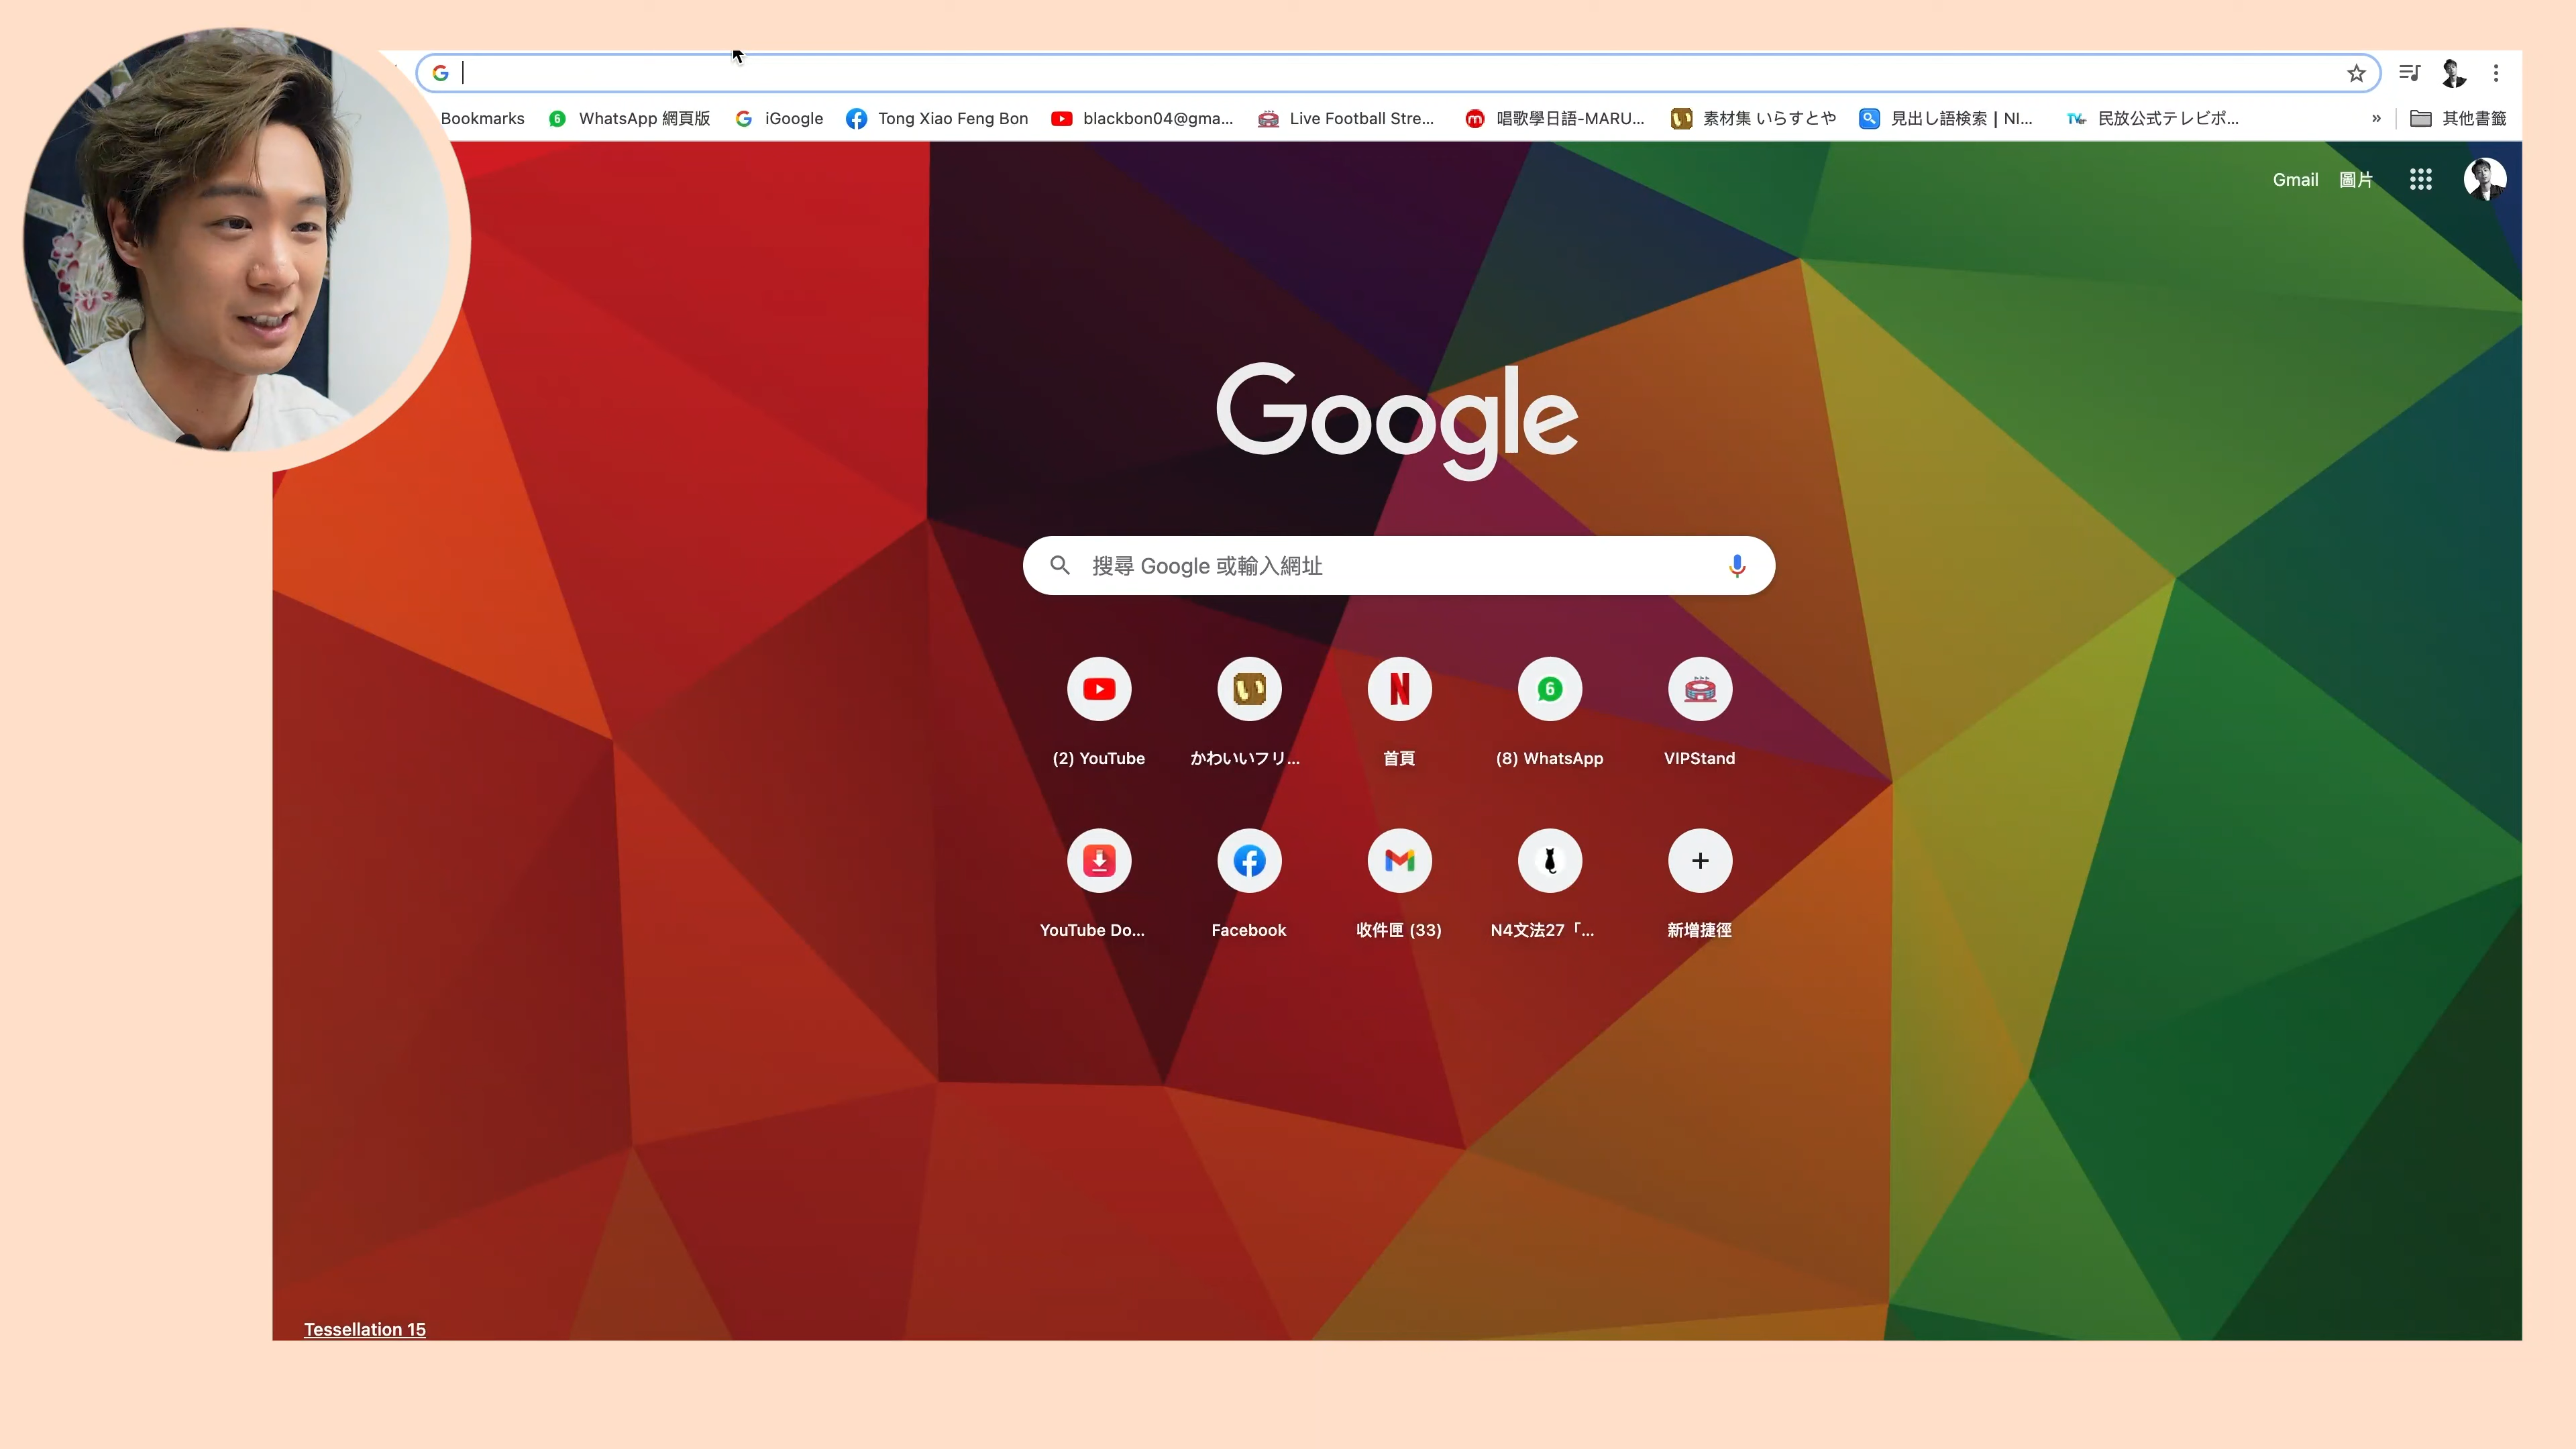 Bookmarks WhatsApp 網頁版 iGoogle Tong Xiao Feng Bon blackbon04@gma... Live Football Stre... 唱歌學日語-MARU... 素材集 いらすとや 見出し語検索 | NI... 民放公式テレビポ... » 其他書籤
Gmail 圖片
Google
搜尋 Google 或輸入網址
(2) YouTube かわいいフリ... 首頁 (8) WhatsApp VIPStand
YouTube Do... Facebook 收件匣 (33) N4文法27「... 新增捷徑
Tessellation 15